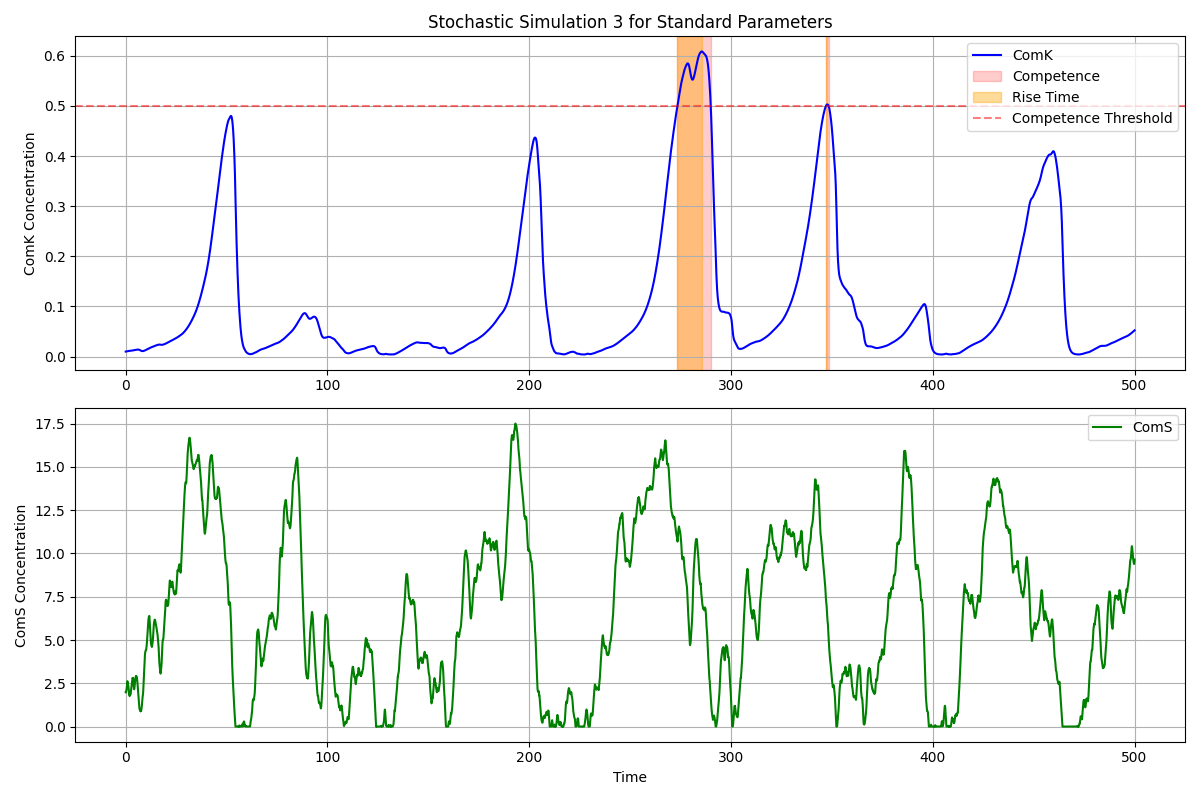 Stochastic Simulation 3 for Standard Parameters
ComK Concentration
0.6
0.5
0.4
0.3
0.2
0.1
0.0
ComK
Competence
Rise Time
Competence Threshold
0 100 200 300 400 500
ComS Concentration
17.5
15.0
12.5
10.0
7.5
5.0
2.5
0.0
ComS
0 100 200 300 400 500
Time